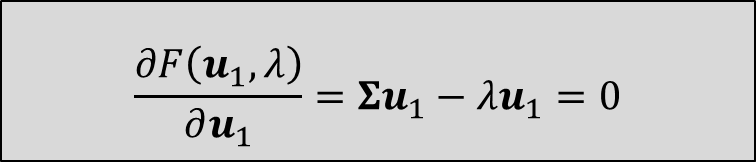 ∂F(𝒖₁, λ)/∂𝒖₁ = 𝚺𝒖₁ − λ𝒖₁ = 0